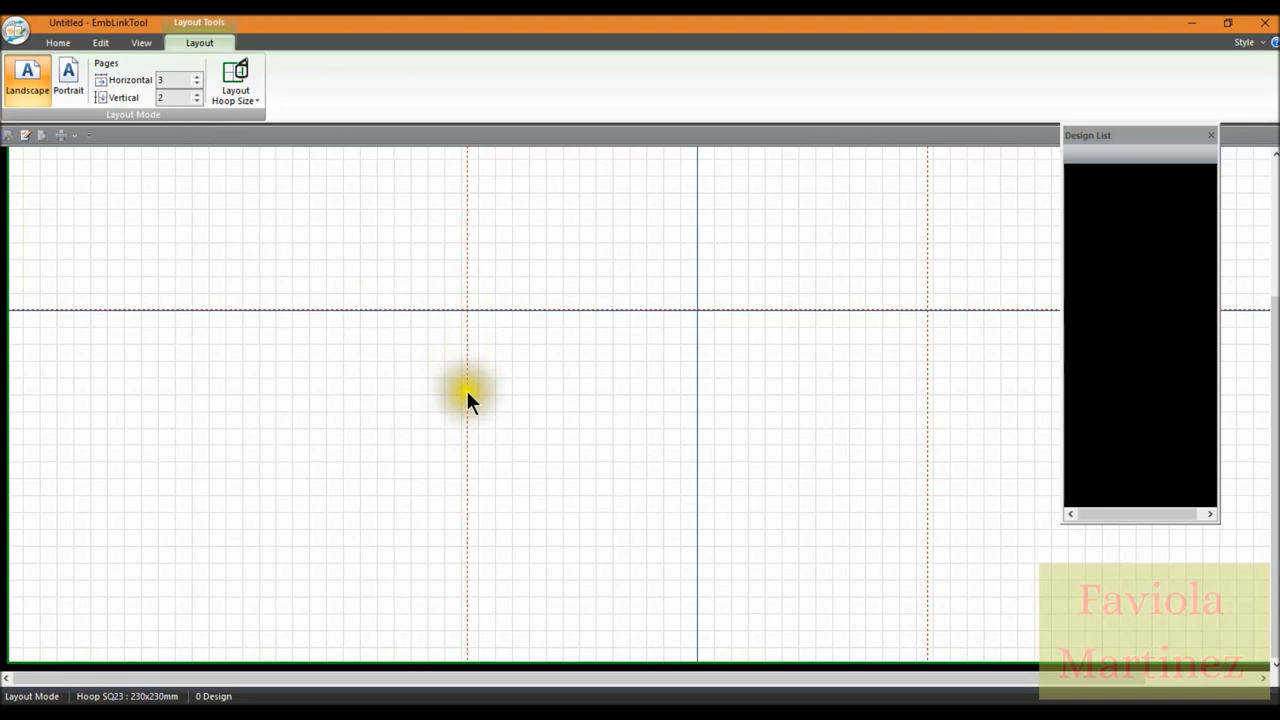 Untitled - EmbLinkTool
Layout Tools
Home
Edit
View
Layout
Style
Landscape
Portrait
Pages
Horizontal 3
Vertical 2
Layout
Hoop Size
Layout Mode
Design List
Faviola
Martinez
Layout Mode
Hoop SQ23 : 230x230mm
0 Design